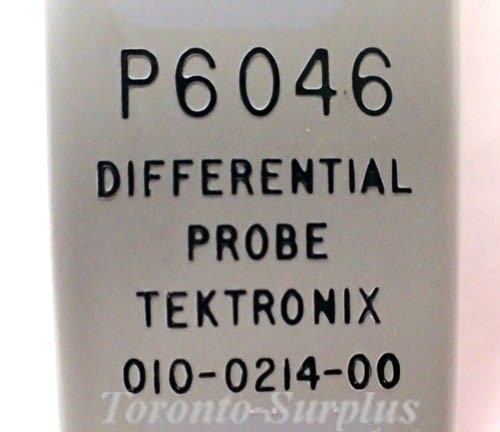 P6046
DIFFERENTIAL
PROBE
TEKTRONIX
010-0214-00
Toronto Surplus